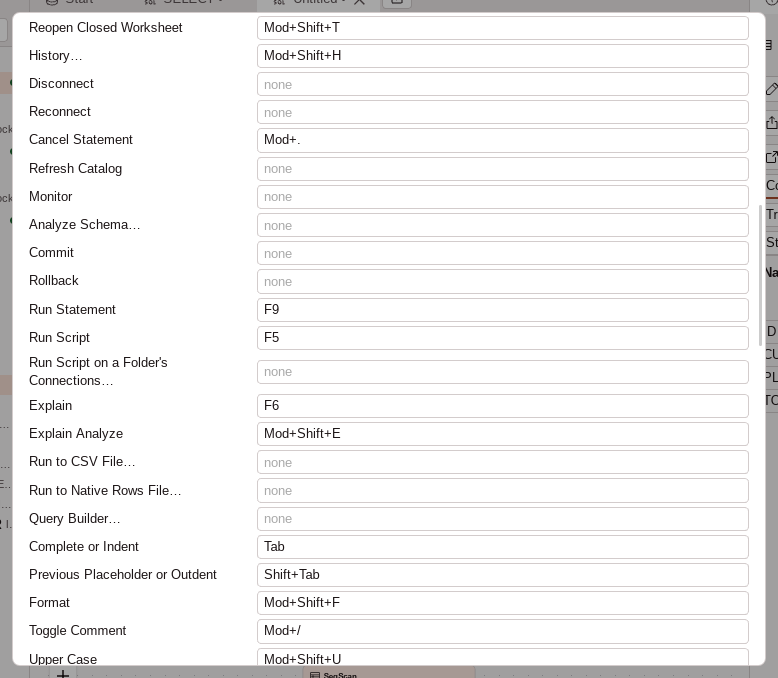 Reopen Closed Worksheet Mod+Shift+T
History… Mod+Shift+H
Disconnect none
Reconnect none
Cancel Statement Mod+.
Refresh Catalog none
Monitor none
Analyze Schema… none
Commit none
Rollback none
Run Statement F9
Run Script F5
Run Script on a Folder's
Connections… none
Explain F6
Explain Analyze Mod+Shift+E
Run to CSV File… none
Run to Native Rows File… none
Query Builder… none
Complete or Indent Tab
Previous Placeholder or Outdent Shift+Tab
Format Mod+Shift+F
Toggle Comment Mod+/
Upper Case Mod+Shift+U
SeqScan